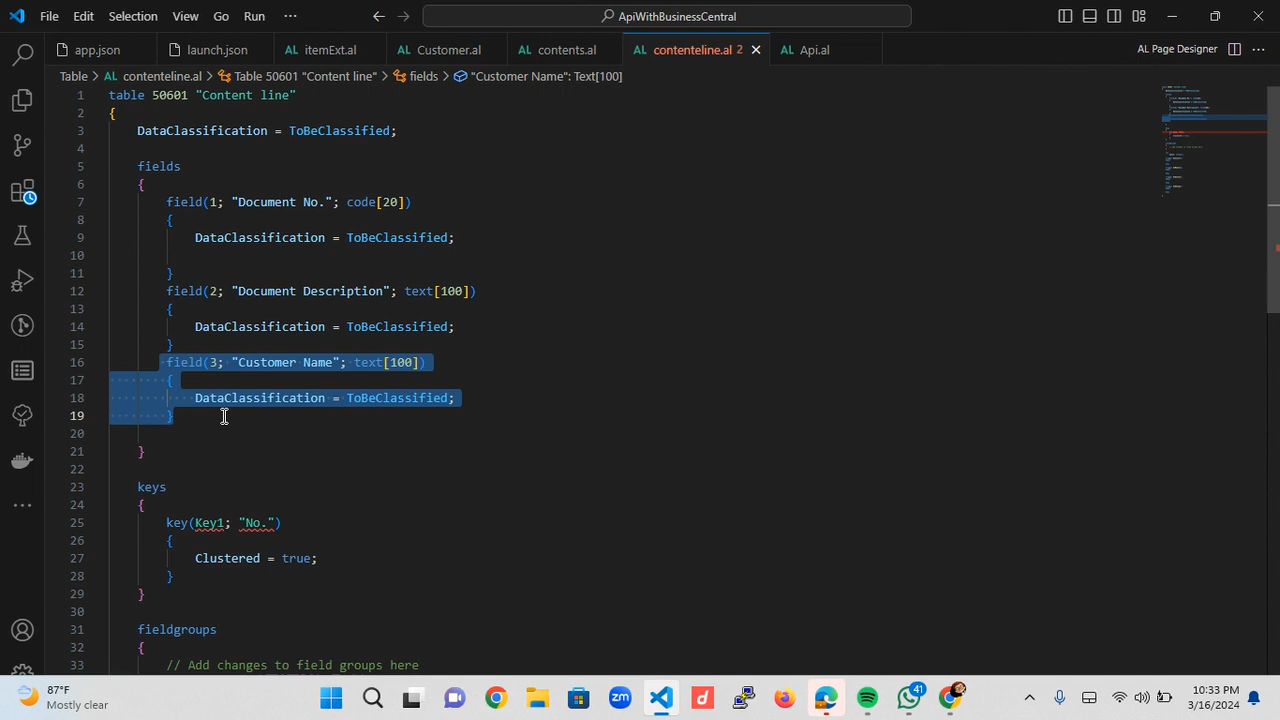 File Edit Selection View Go Run ... ApiWithBusinessCentral
app.json launch.json AL itemExt.al AL Customer.al AL contents.al AL contenteline.al 2 AL Api.al AL Page Designer
Table > AL contenteline.al > Table 50601 "Content line" > fields > "Customer Name": Text[100]
1 table 50601 "Content line"
2 {
3 DataClassification = ToBeClassified;
4
5 fields
6 {
7 field(1; "Document No."; code[20])
8 {
9 DataClassification = ToBeClassified;
10
11 }
12 field(2; "Document Description"; text[100])
13 {
14 DataClassification = ToBeClassified;
15 }
16 field(3; "Customer Name"; text[100])
17 {
18 DataClassification = ToBeClassified;
19 }
20
21 }
22
23 keys
24 {
25 key(Key1; "No.")
26 {
27 Clustered = true;
28 }
29 }
30
31 fieldgroups
32 {
33 // Add changes to field groups here
87°F
Mostly clear
zm
d
41
10:33 PM
3/16/2024